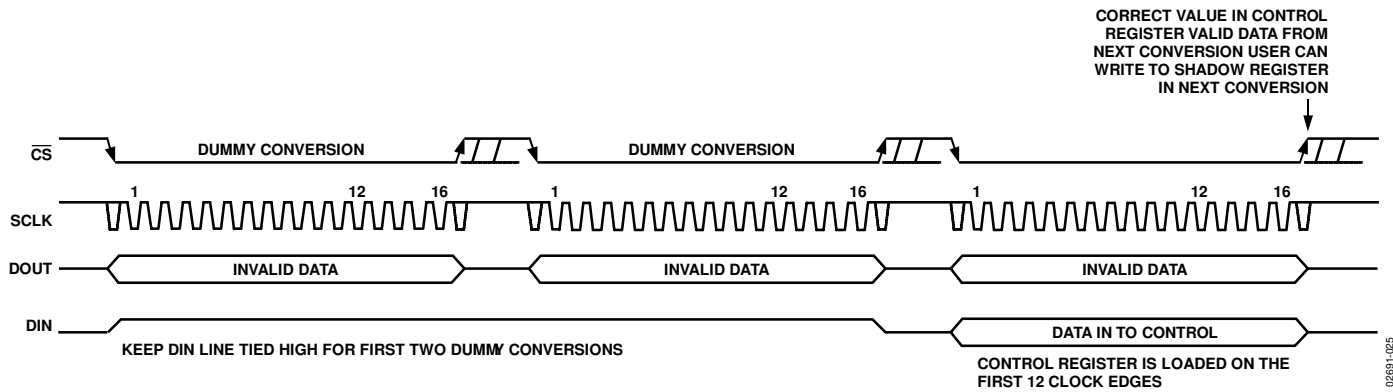 CORRECT VALUE IN CONTROL
REGISTER VALID DATA FROM
NEXT CONVERSION USER CAN
WRITE TO SHADOW REGISTER
IN NEXT CONVERSION
CS DUMMY CONVERSION DUMMY CONVERSION
1 12 16 1 12 16 1 12 16
SCLK
DOUT INVALID DATA INVALID DATA INVALID DATA
DIN DATA IN TO CONTROL
KEEP DIN LINE TIED HIGH FOR FIRST TWO DUMMY CONVERSIONS
CONTROL REGISTER IS LOADED ON THE
FIRST 12 CLOCK EDGES
02691-025